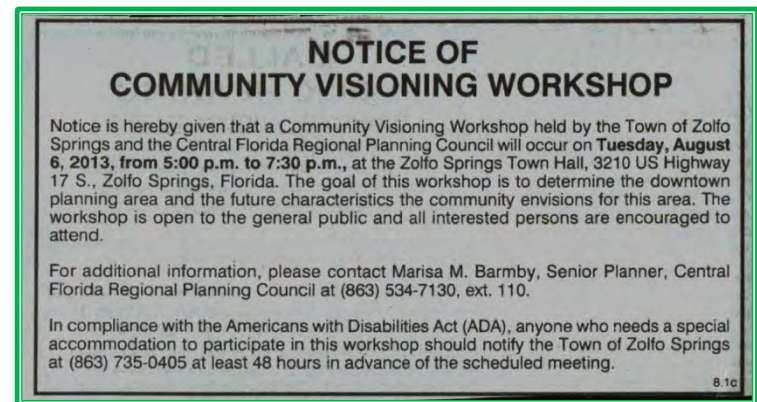 NOTICE OF
COMMUNITY VISIONING WORKSHOP
Notice is hereby given that a Community Visioning Workshop held by the Town of Zolfo
Springs and the Central Florida Regional Planning Council will occur on Tuesday, August
6, 2013, from 5:00 p.m. to 7:30 p.m., at the Zolfo Springs Town Hall, 3210 US Highway
17 S., Zolfo Springs, Florida. The goal of this workshop is to determine the downtown
planning area and the future characteristics the community envisions for this area. The
workshop is open to the general public and all interested persons are encouraged to
attend.
For additional information, please contact Marisa M. Barmby, Senior Planner, Central
Florida Regional Planning Council at (863) 534-7130, ext. 110.
In compliance with the Americans with Disabilities Act (ADA), anyone who needs a special
accommodation to participate in this workshop should notify the Town of Zolfo Springs
at (863) 735-0405 at least 48 hours in advance of the scheduled meeting.
8.1c